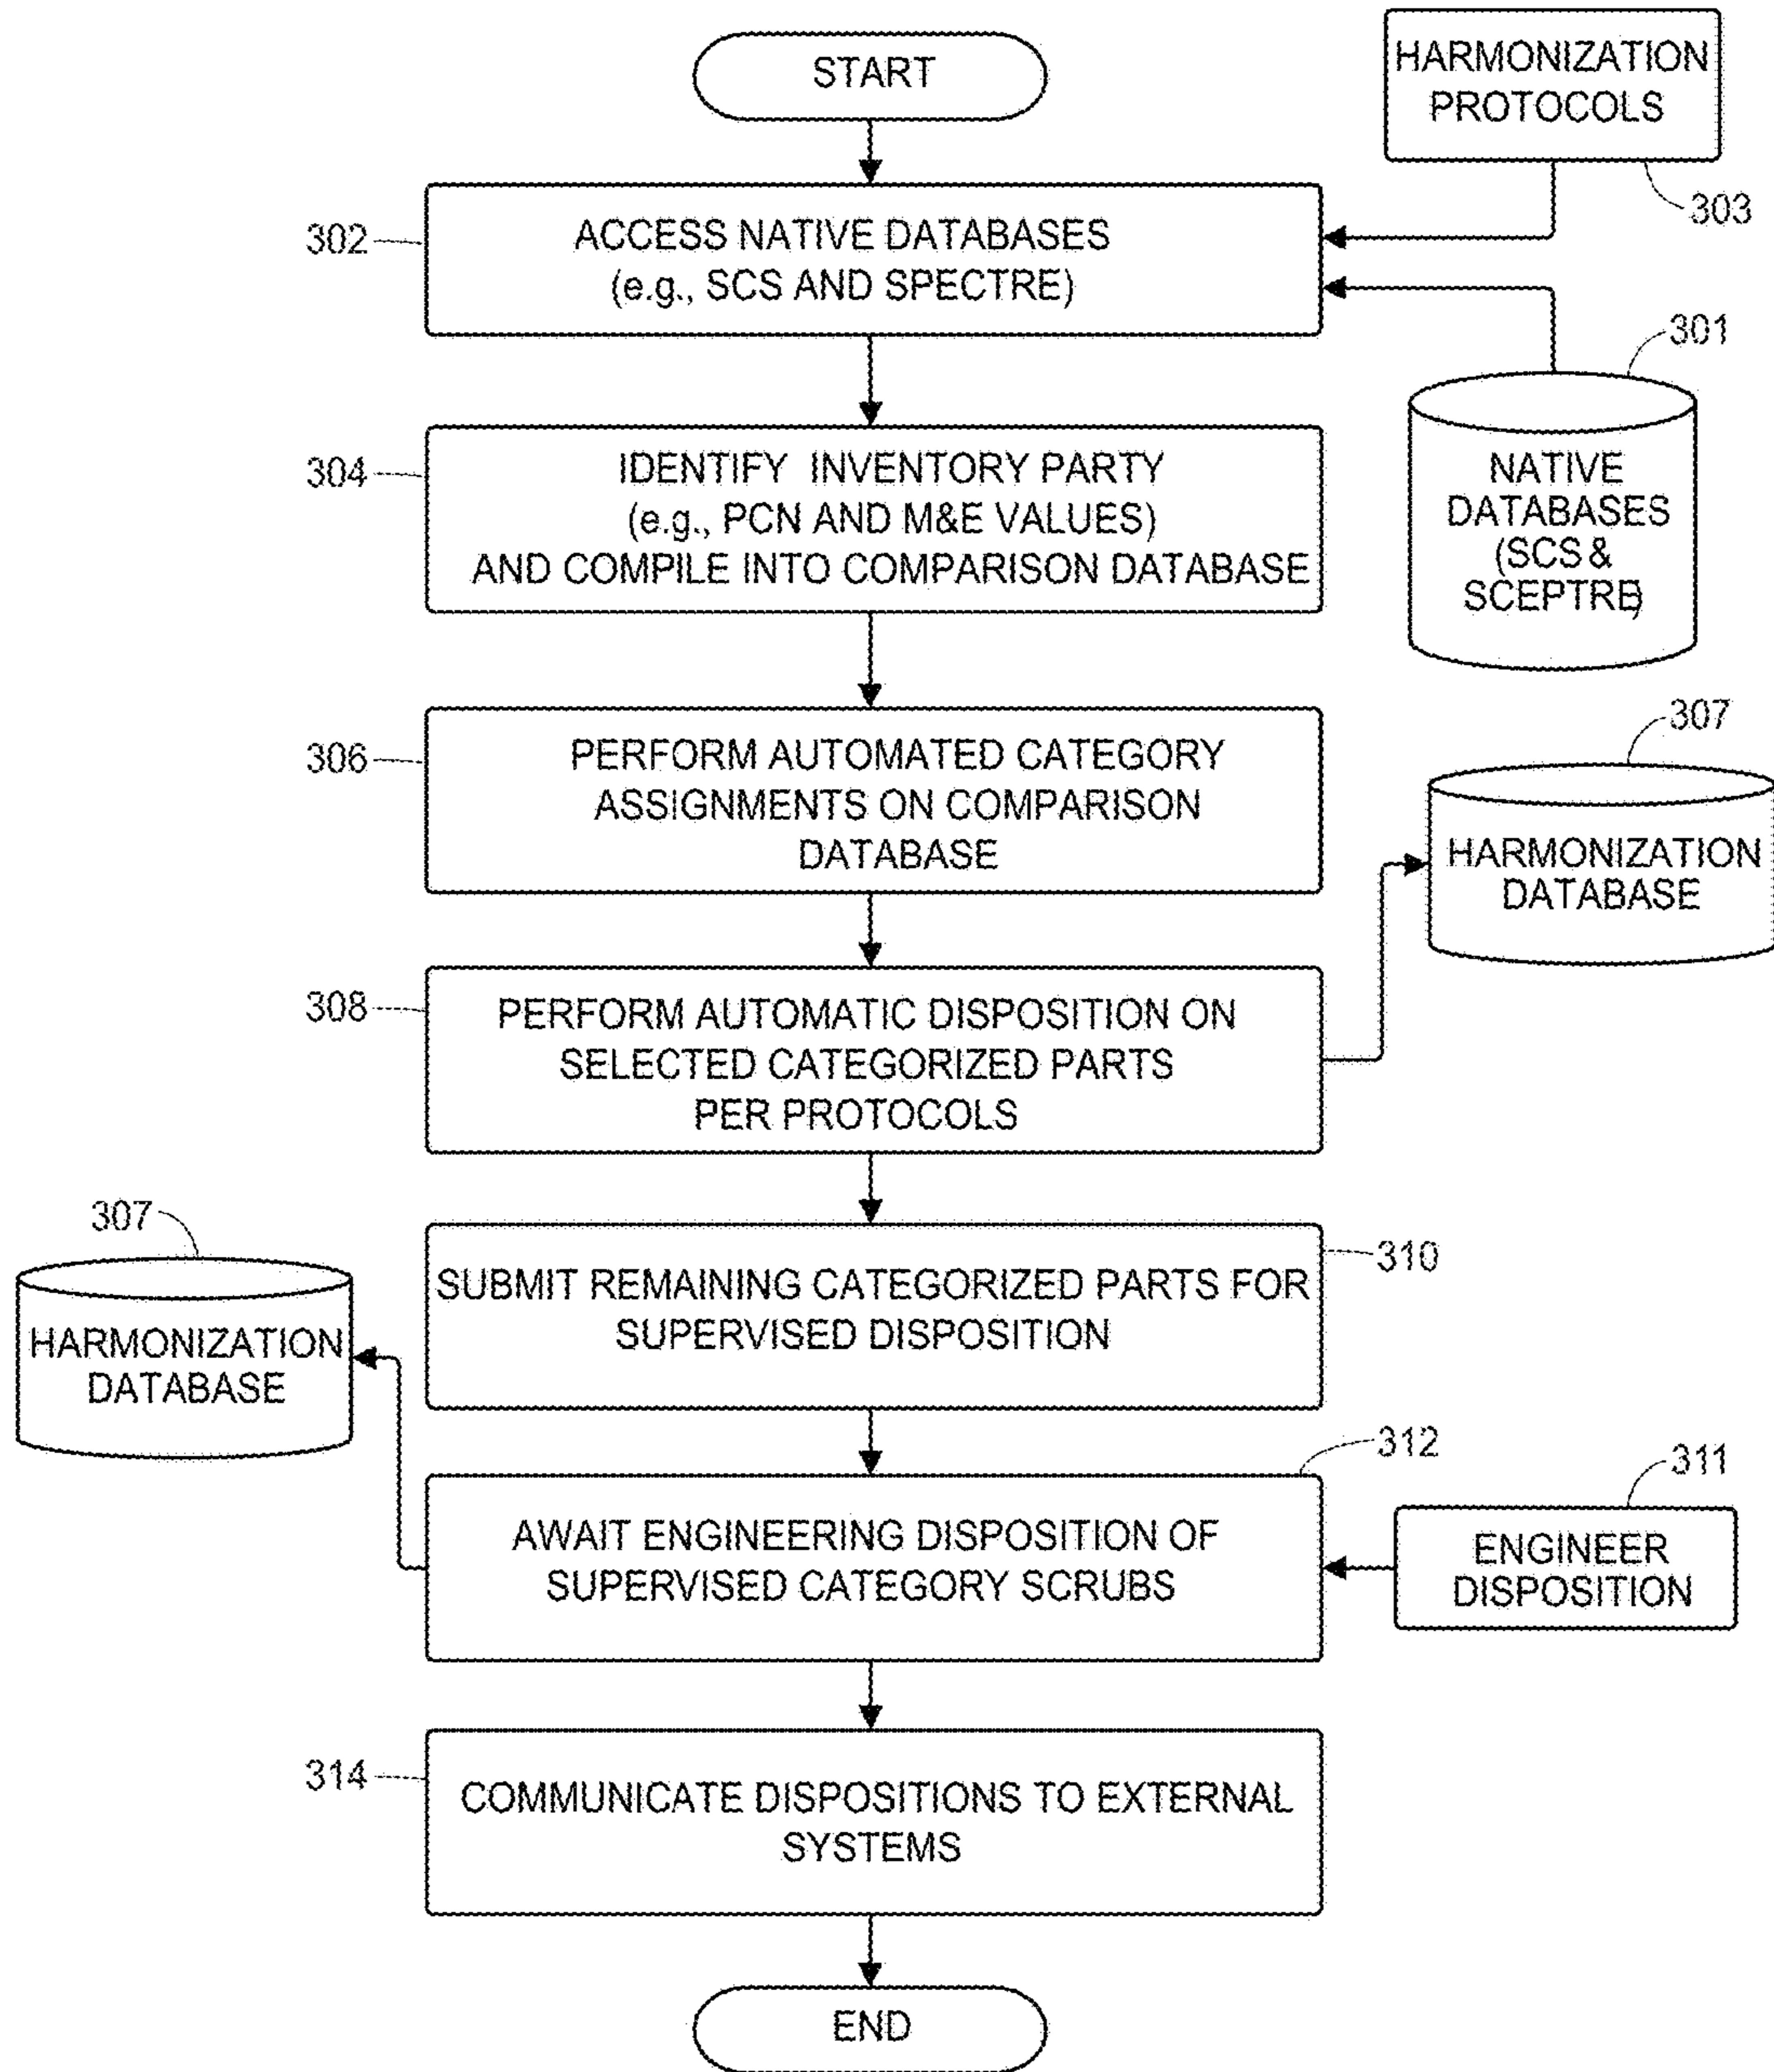 START
HARMONIZATION
PROTOCOLS
303
302
ACCESS NATIVE DATABASES
(e.g., SCS AND SPECTRE)
301
NATIVE
DATABASES
(SCS &
SCEPTRE)
304
IDENTIFY INVENTORY PARTY
(e.g., PCN AND M&E VALUES)
AND COMPILE INTO COMPARISON DATABASE
306
PERFORM AUTOMATED CATEGORY
ASSIGNMENTS ON COMPARISON
DATABASE
307
HARMONIZATION
DATABASE
308
PERFORM AUTOMATIC DISPOSITION ON
SELECTED CATEGORIZED PARTS
PER PROTOCOLS
310
SUBMIT REMAINING CATEGORIZED PARTS FOR
SUPERVISED DISPOSITION
307
HARMONIZATION
DATABASE
312
AWAIT ENGINEERING DISPOSITION OF
SUPERVISED CATEGORY SCRUBS
311
ENGINEER
DISPOSITION
314
COMMUNICATE DISPOSITIONS TO EXTERNAL
SYSTEMS
END